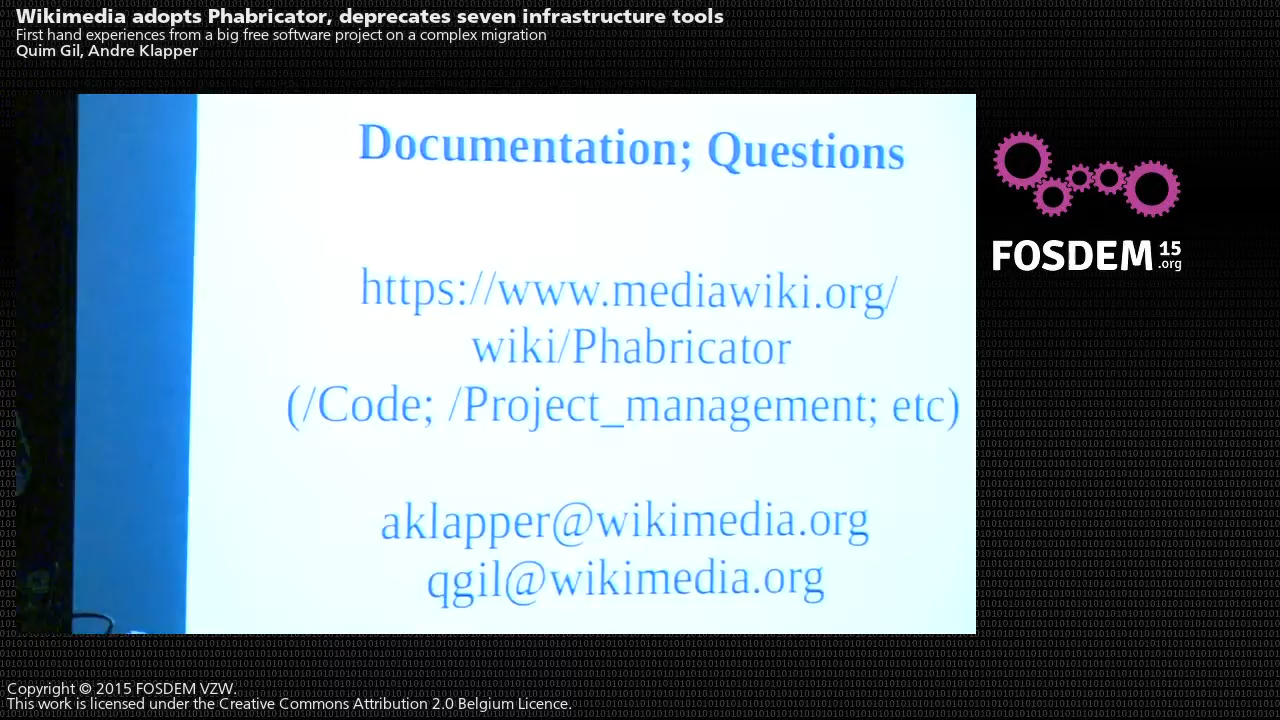 Wikimedia adopts Phabricator, deprecates seven infrastructure tools
First hand experiences from a big free software project on a complex migration
Quim Gil, Andre Klapper
Documentation; Questions
https://www.mediawiki.org/
wiki/Phabricator
(/Code; /Project_management; etc)
aklapper@wikimedia.org
qgil@wikimedia.org
FOSDEM 15
.org
Copyright © 2015 FOSDEM VZW.
This work is licensed under the Creative Commons Attribution 2.0 Belgium Licence.